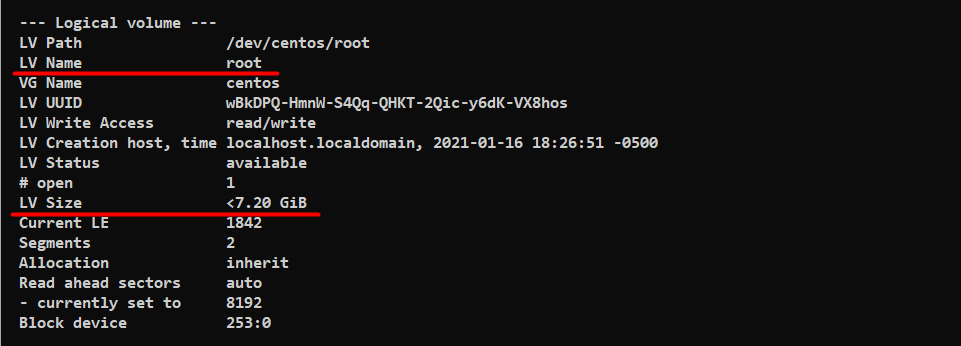 --- Logical volume ---
LV Path                /dev/centos/root
LV Name                root
VG Name                centos
LV UUID                wBkDPQ-HmnW-S4Qq-QHKT-2Qic-y6dK-VX8hos
LV Write Access        read/write
LV Creation host, time localhost.localdomain, 2021-01-16 18:26:51 -0500
LV Status              available
# open                 1
LV Size                <7.20 GiB
Current LE             1842
Segments               2
Allocation             inherit
Read ahead sectors     auto
- currently set to     8192
Block device           253:0